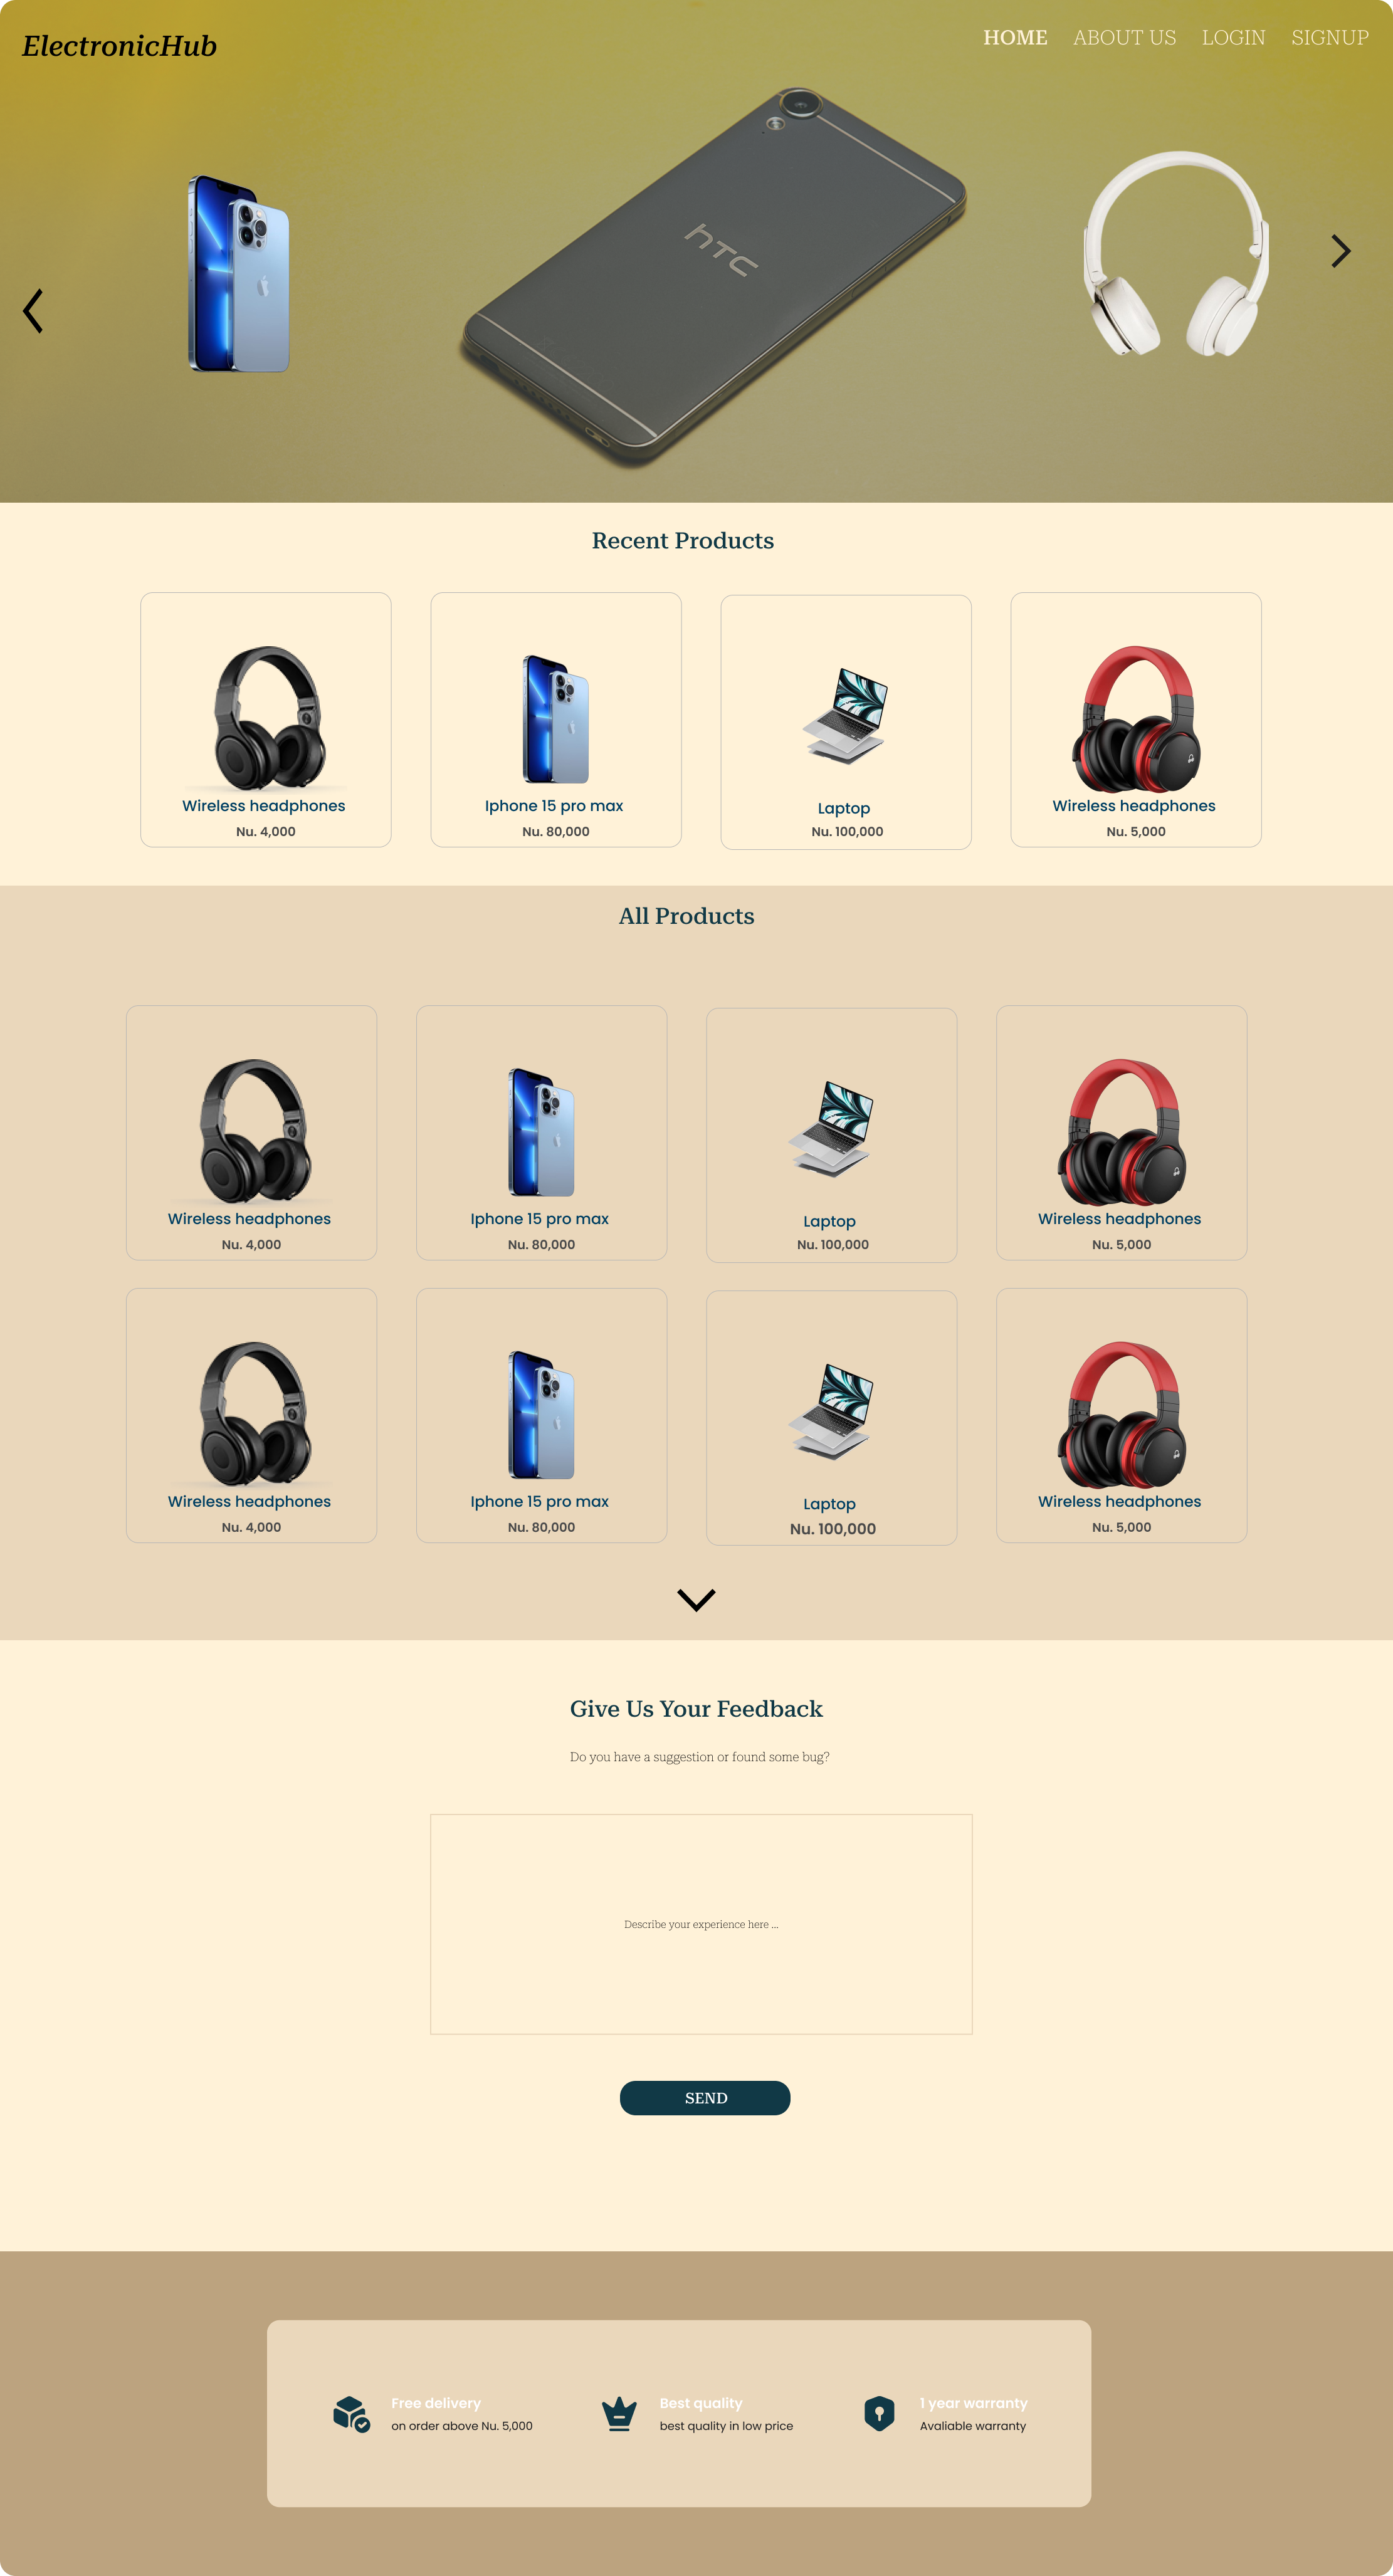 ElectronicHub
HOME ABOUT US LOGIN SIGNUP
hTC
Recent Products
Wireless headphones
Nu. 4,000
Iphone 15 pro max
Nu. 80,000
Laptop
Nu. 100,000
Wireless headphones
Nu. 5,000
All Products
Wireless headphones
Nu. 4,000
Iphone 15 pro max
Nu. 80,000
Laptop
Nu. 100,000
Wireless headphones
Nu. 5,000
Wireless headphones
Nu. 4,000
Iphone 15 pro max
Nu. 80,000
Laptop
Nu. 100,000
Wireless headphones
Nu. 5,000
Give Us Your Feedback
Do you have a suggestion or found some bug?
Describe your experience here ...
SEND
Free delivery
on order above Nu. 5,000
Best quality
best quality in low price
1 year warranty
Avaliable warranty